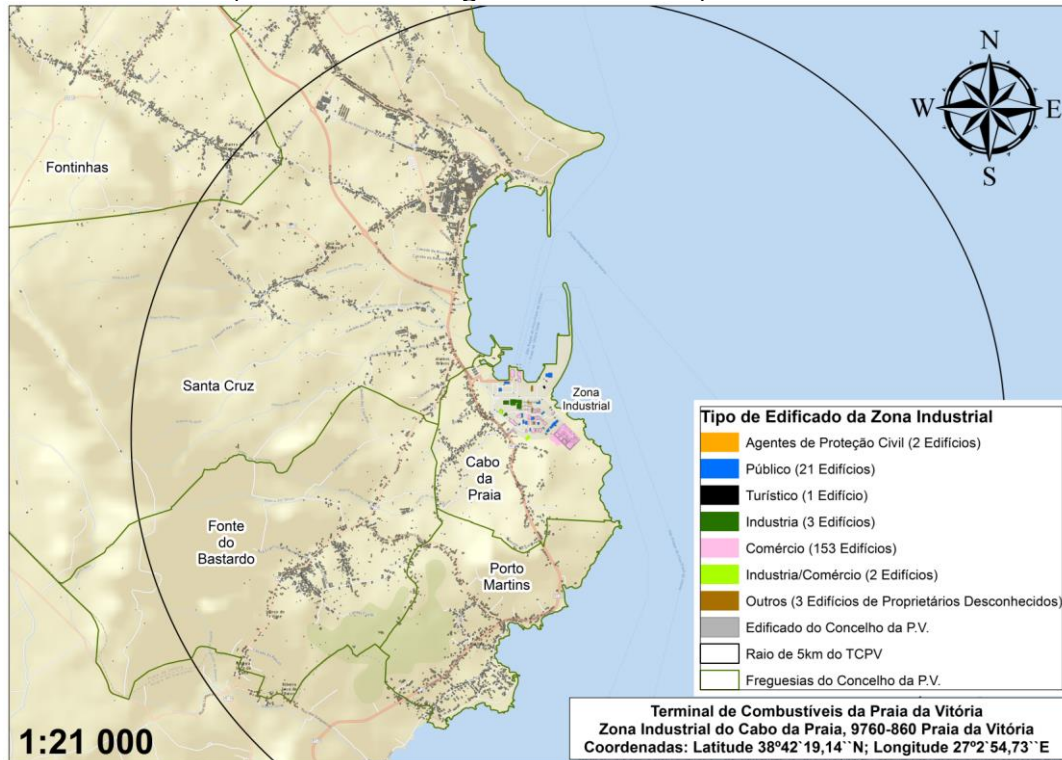 N
W
E
S
Fontinhas
Santa Cruz
Zona
Industrial
Cabo
da
Praia
Fonte
do
Bastardo
Porto
Martins
Tipo de Edificado da Zona Industrial
Agentes de Proteção Civil (2 Edifícios)
Público (21 Edifícios)
Turístico (1 Edifício)
Industria (3 Edifícios)
Comércio (153 Edifícios)
Industria/Comércio (2 Edifícios)
Outros (3 Edifícios de Proprietários Desconhecidos)
Edificado do Concelho da P.V.
Raio de 5km do TCPV
Freguesias do Concelho da P.V.
1:21 000
Terminal de Combustíveis da Praia da Vitória
Zona Industrial do Cabo da Praia, 9760-860 Praia da Vitória
Coordenadas: Latitude 38º42`19,14``N; Longitude 27º2`54,73``E